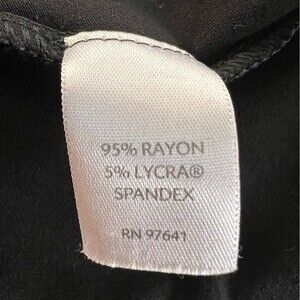 95% RAYON
5% LYCRA®
SPANDEX
RN 97641